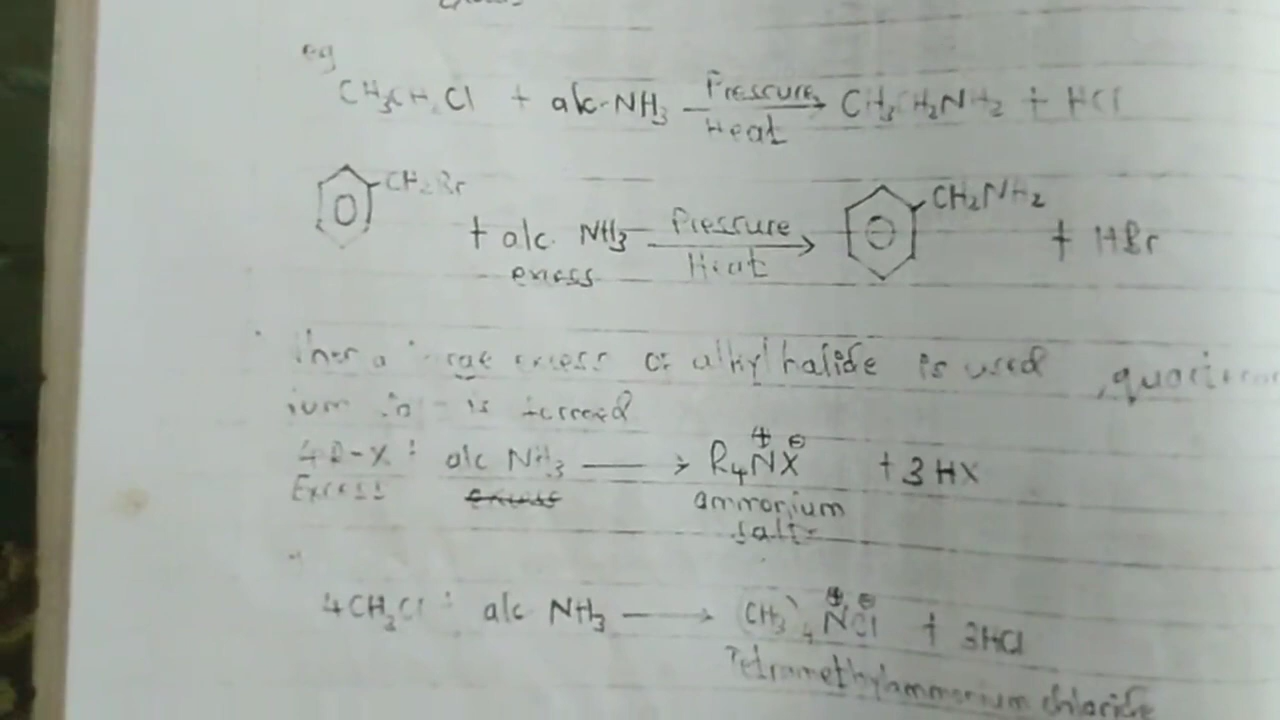 eg
CH3CH2Cl + alc-NH3 Pressure Heat → CH3CH2NH2 + HCl
CH2Br + alc. NH3 excess Pressure Heat → CH2NH2 + HBr
a excess of alkyl halide is used,
ium is formed
4R-X : alc NH3 → R4N⊕X⊖ + 3HX
Excess excess ammonium
salt
4CH3Cl : alc NH3 → (CH3)4N⊕Cl⊖ + 3HCl
Tetramethylammonium chloride